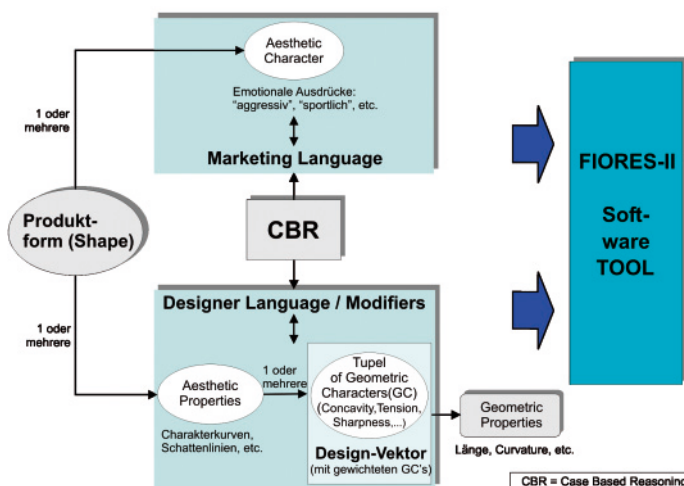 Aesthetic
Character
Emotionale Ausdrücke:
"aggressiv", "sportlich", etc.
Marketing Language
1 oder
mehrere
Produkt-
form (Shape)
CBR
1 oder
mehrere
Designer Language / Modifiers
Aesthetic
Properties
Charakterkurven,
Schattenlinien, etc.
1 oder
mehrere
Tupel
of Geometric
Characters(GC)
(Concavity,Tension,
Sharpness,...)
Design-Vektor
(mit gewichteten GC's)
Geometric
Properties
Länge, Curvature, etc.
FIORES-II
Soft-
ware
TOOL
CBR = Case Based Reasoning